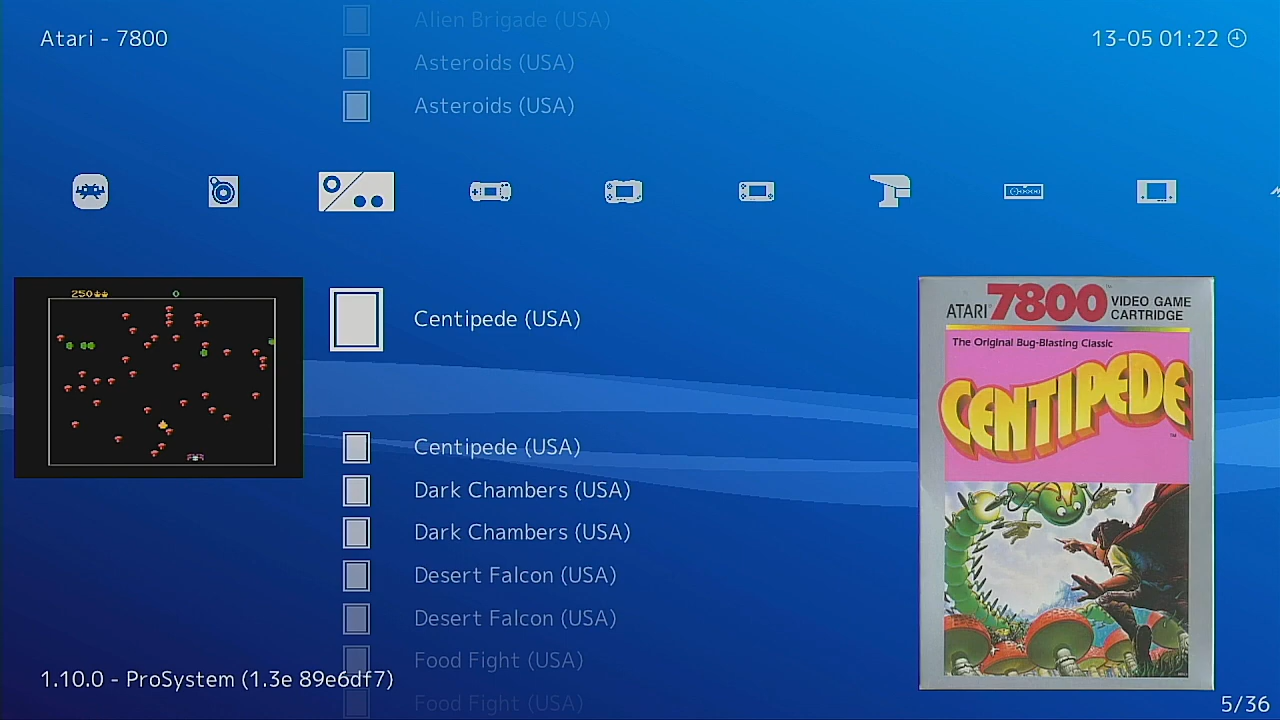 Alien Brigade (USA)
Atari - 7800
13-05 01:22
Asteroids (USA)
Asteroids (USA)
250
0
Centipede (USA)
ATARI® 7800™ VIDEO GAME
CARTRIDGE
The Original Bug-Blasting Classic
CENTIPEDE™
Centipede (USA)
Dark Chambers (USA)
Dark Chambers (USA)
Desert Falcon (USA)
Desert Falcon (USA)
Food Fight (USA)
1.10.0 - ProSystem (1.3e 89e6df7)
Food Fight (USA)
5/36